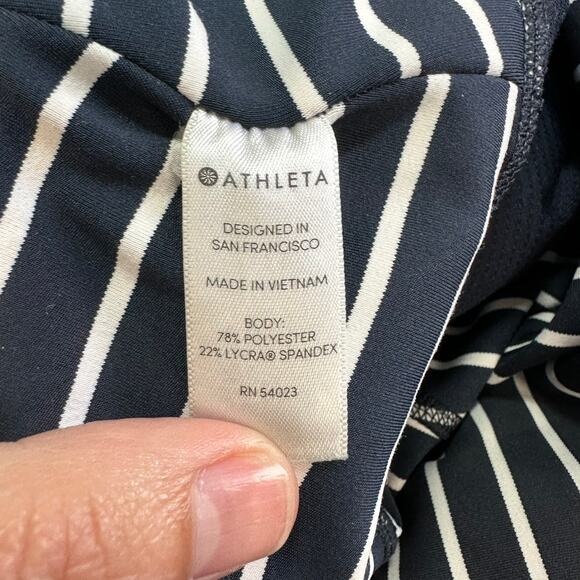 ATHLETA
DESIGNED IN
SAN FRANCISCO
MADE IN VIETNAM
BODY:
78% POLYESTER
22% LYCRA® SPANDEX
RN 54023